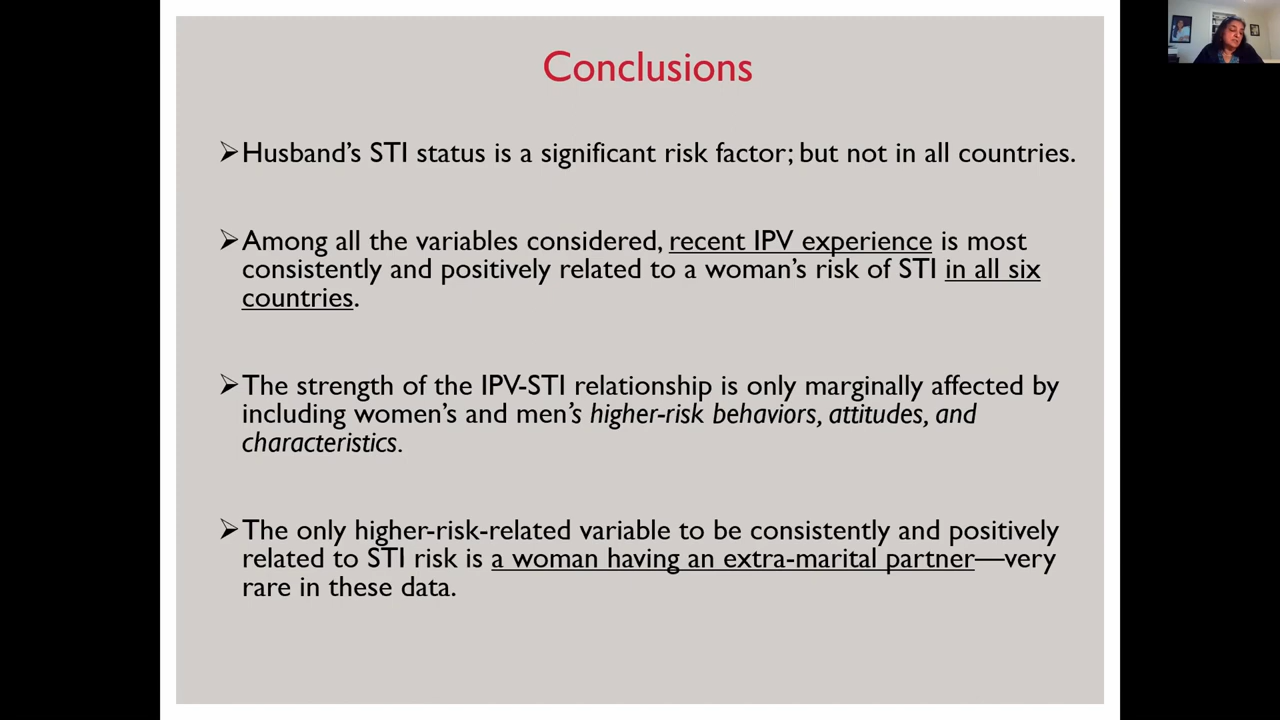 Conclusions
➢Husband’s STI status is a significant risk factor; but not in all countries.
➢Among all the variables considered, recent IPV experience is most
consistently and positively related to a woman’s risk of STI in all six
countries.
➢The strength of the IPV-STI relationship is only marginally affected by
including women’s and men’s higher-risk behaviors, attitudes, and
characteristics.
➢The only higher-risk-related variable to be consistently and positively
related to STI risk is a woman having an extra-marital partner—very
rare in these data.